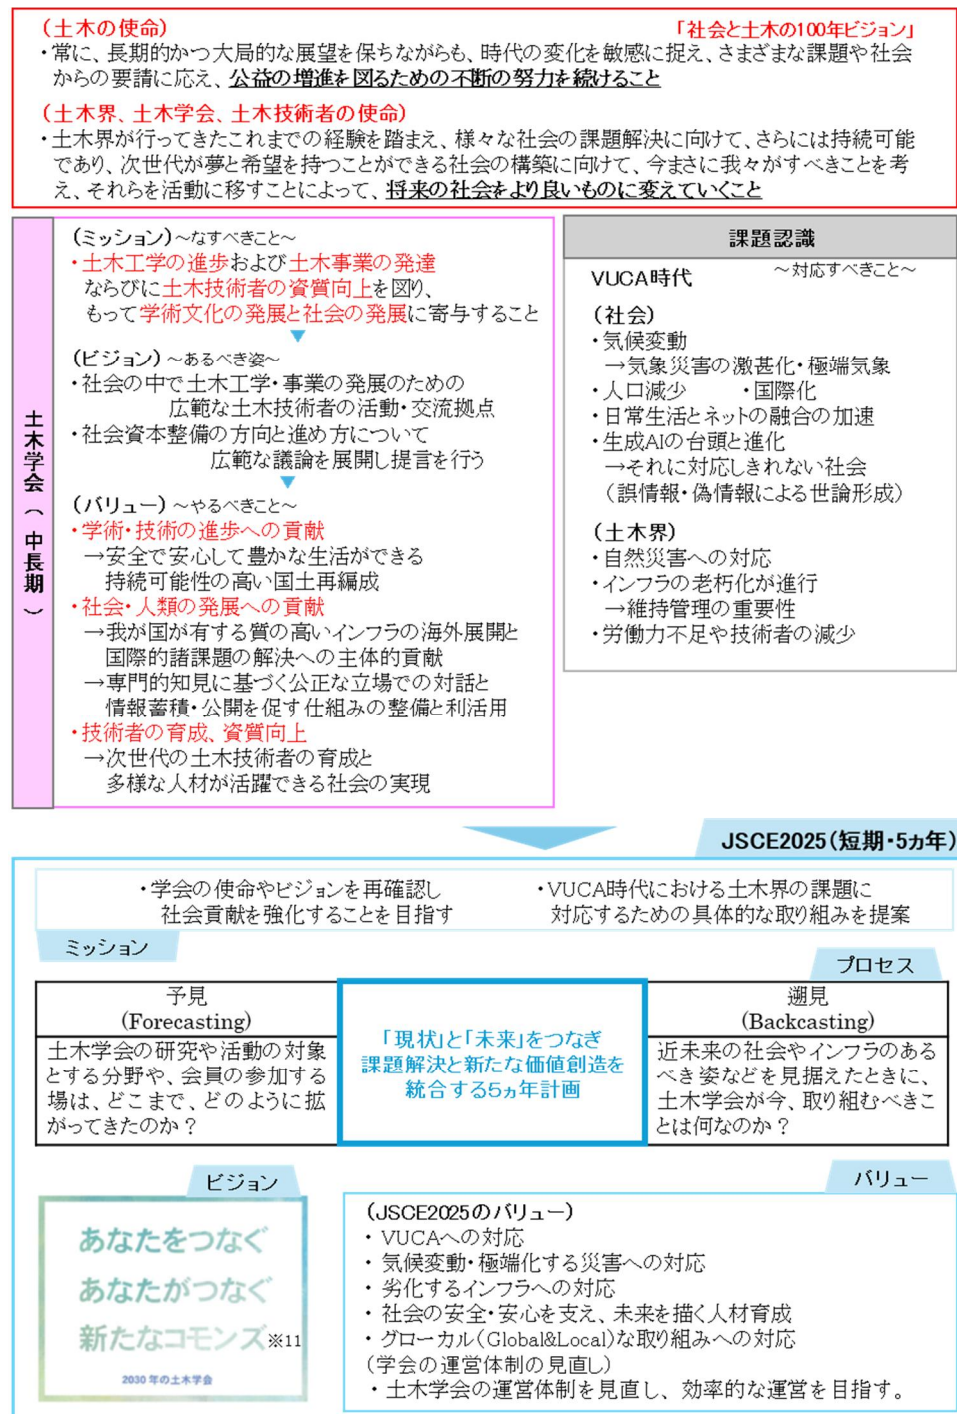 (土木の使命)
「社会と土木の100年ビジョン」
・常に、長期的かつ大局的な展望を保ちながらも、時代の変化を敏感に捉え、さまざまな課題や社会
からの要請に応え、公益の増進を図るための不断の努力を続けること
(土木界、土木学会、土木技術者の使命)
・土木界が行ってきたこれまでの経験を踏まえ、様々な社会の課題解決に向けて、さらには持続可能
であり、次世代が夢と希望を持つことができる社会の構築に向けて、今まさに我々がすべきことを考
え、それらを活動に移すことによって、将来の社会をより良いものに変えていくこと
土木学会(中長期)
(ミッション)~なすべきこと~
・土木工学の進歩および土木事業の発達
ならびに土木技術者の資質向上を図り、
もって学術文化の発展と社会の発展に寄与すること
(ビジョン)~あるべき姿~
・社会の中で土木工学・事業の発展のための
広範な土木技術者の活動・交流拠点
・社会資本整備の方向と進め方について
広範な議論を展開し提言を行う
(バリュー)~やるべきこと~
・学術・技術の進歩への貢献
→安全で安心して豊かな生活ができる
持続可能性の高い国土再編成
・社会・人類の発展への貢献
→我が国が有する質の高いインフラの海外展開と
国際的諸課題の解決への主体的貢献
→専門的知見に基づく公正な立場での対話と
情報蓄積・公開を促す仕組みの整備と利活用
・技術者の育成、資質向上
→次世代の土木技術者の育成と
多様な人材が活躍できる社会の実現
課題認識
~対応すべきこと~
VUCA時代
(社会)
・気候変動
→気象災害の激甚化・極端気象
・人口減少 ・国際化
・日常生活とネットの融合の加速
・生成AIの台頭と進化
→それに対応しきれない社会
(誤情報・偽情報による世論形成)
(土木界)
・自然災害への対応
・インフラの老朽化が進行
→維持管理の重要性
・労働力不足や技術者の減少
JSCE2025(短期・5ヵ年)
・学会の使命やビジョンを再確認し
社会貢献を強化することを目指す
・VUCA時代における土木界の課題に
対応するための具体的な取り組みを提案
ミッション
プロセス
予見
(Forecasting)
土木学会の研究や活動の対象
とする分野や、会員の参加する
場は、どこまで、どのように拡
がってきたのか?
「現状」と「未来」をつなぎ
課題解決と新たな価値創造を
統合する5ヵ年計画
遡見
(Backcasting)
近未来の社会やインフラのある
べき姿などを見据えたときに、
土木学会が今、取り組むべきこ
とは何なのか?
ビジョン
あなたをつなぐ
あなたがつなぐ
新たなコモンズ※11
2030年の土木学会
バリュー
(JSCE2025のバリュー)
・VUCAへの対応
・気候変動・極端化する災害への対応
・劣化するインフラへの対応
・社会の安全・安心を支え、未来を描く人材育成
・グローカル(Global&Local)な取り組みへの対応
(学会の運営体制の見直し)
・土木学会の運営体制を見直し、効率的な運営を目指す。